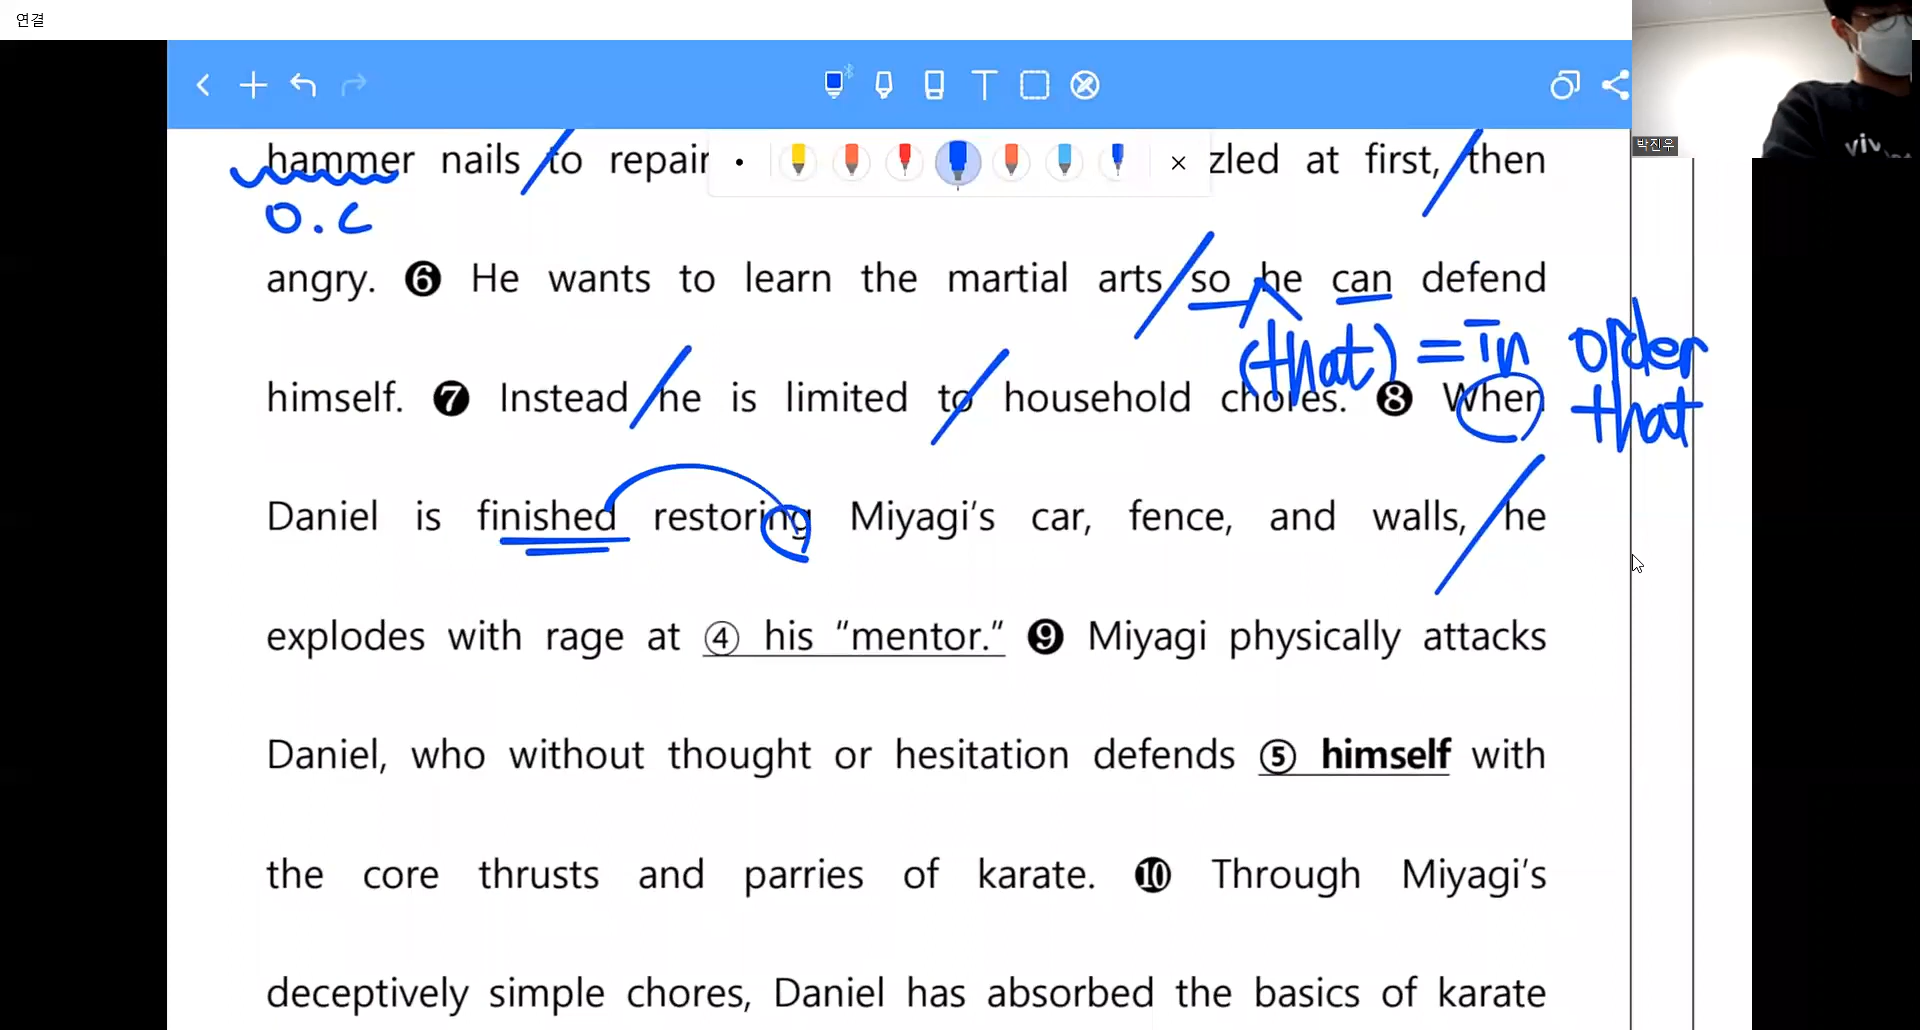 연결
T
박진우
viv
hammer nails to repair zzled at first, then
O.C
angry. ❻ He wants to learn the martial arts so he can defend
(that) = in order that
himself. ❼ Instead he is limited to household chores. ❽ When
Daniel is finished restoring Miyagi's car, fence, and walls, he
explodes with rage at ④ his "mentor." ❾ Miyagi physically attacks
Daniel, who without thought or hesitation defends ⑤ himself with
the core thrusts and parries of karate. ❿ Through Miyagi's
deceptively simple chores, Daniel has absorbed the basics of karate